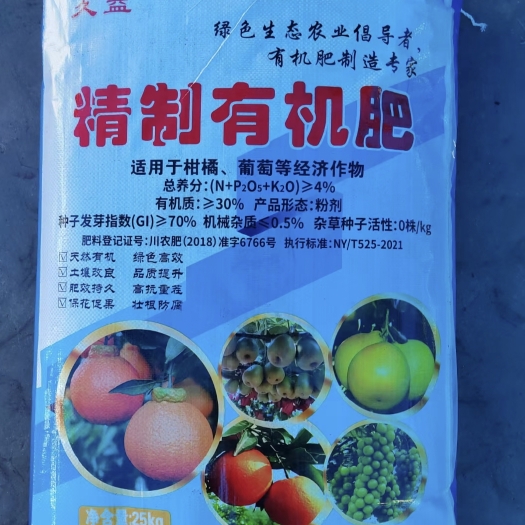 益
绿色生态农业倡导者,
有机肥制造专家
精制有机肥
适用于柑橘、葡萄等经济作物
总养分:(N+P₂O₅+K₂O)≥4%
有机质:≥30% 产品形态:粉剂
种子发芽指数(GI)≥70% 机械杂质≤0.5% 杂草种子活性:0株/kg
肥料登记证号:川农肥(2018)准字6766号 执行标准:NY/T525-2021
天然有机 绿色高效
土壤改良 品质提升
肥效持久 高抗重茬
保花促果 壮根防腐
净含量:25kg